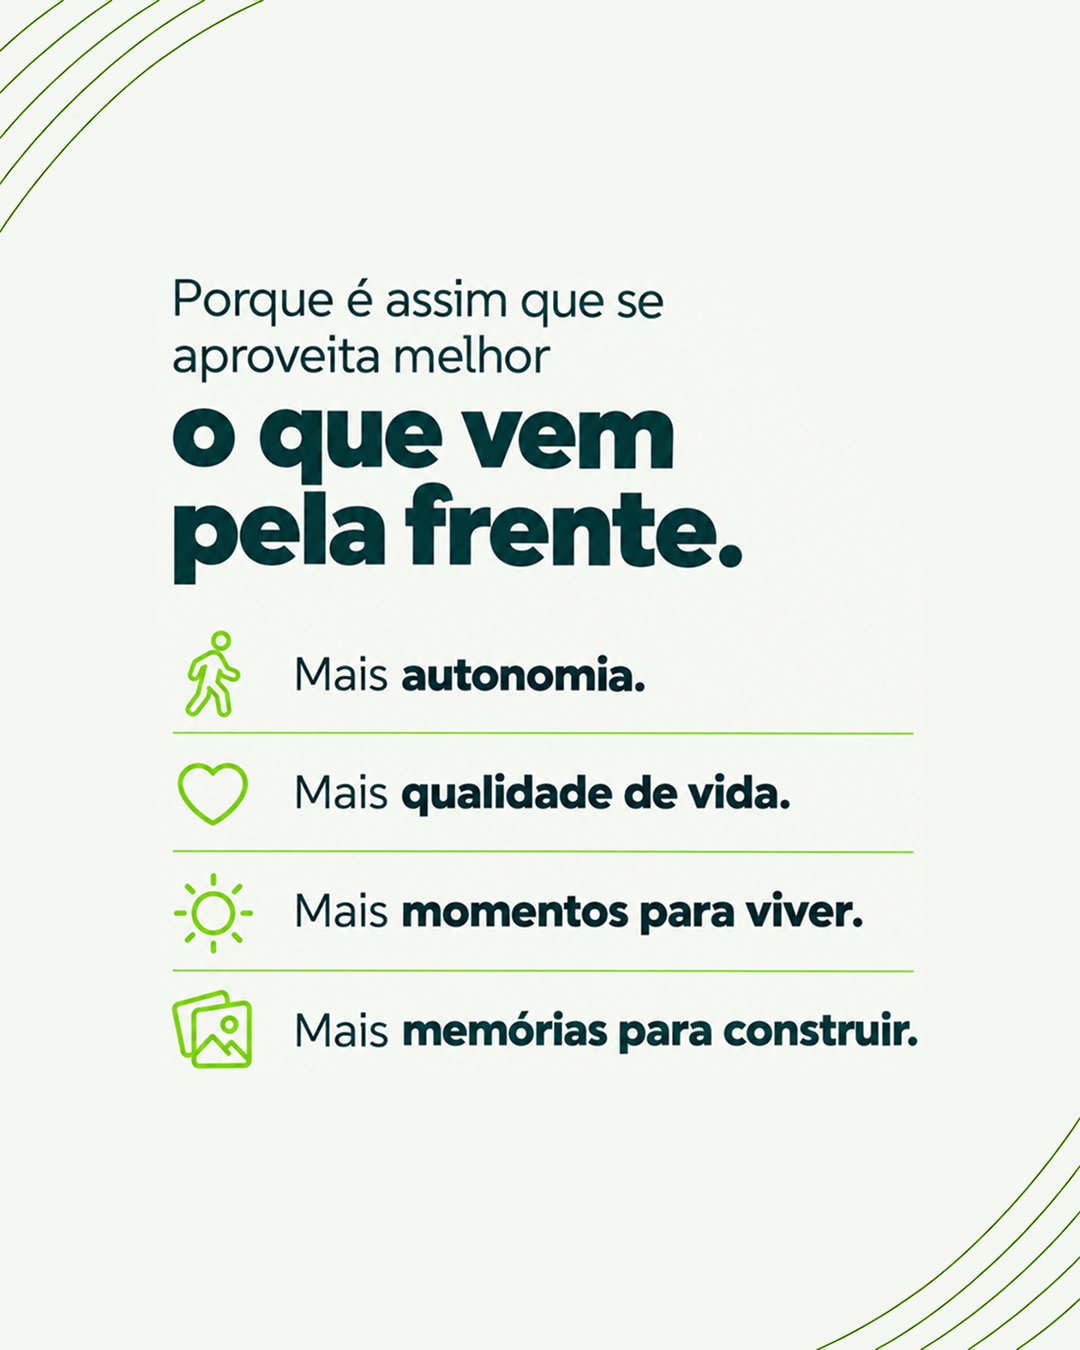 Porque é assim que se
aproveita melhor
o que vem
pela frente.
Mais autonomia.
Mais qualidade de vida.
Mais momentos para viver.
Mais memórias para construir.